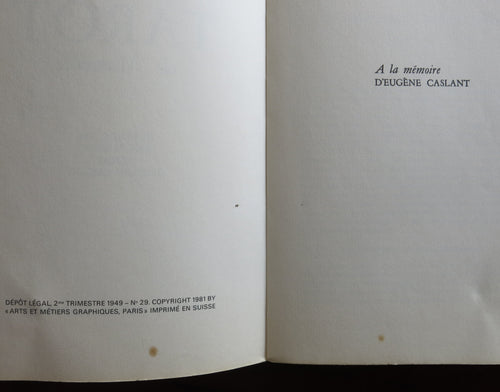 DÉPÔT LÉGAL, 2me TRIMESTRE 1949 – No 29. COPYRIGHT 1981 BY
« ARTS ET MÉTIERS GRAPHIQUES, PARIS » IMPRIMÉ EN SUISSE
A la mémoire
D'EUGÈNE CASLANT